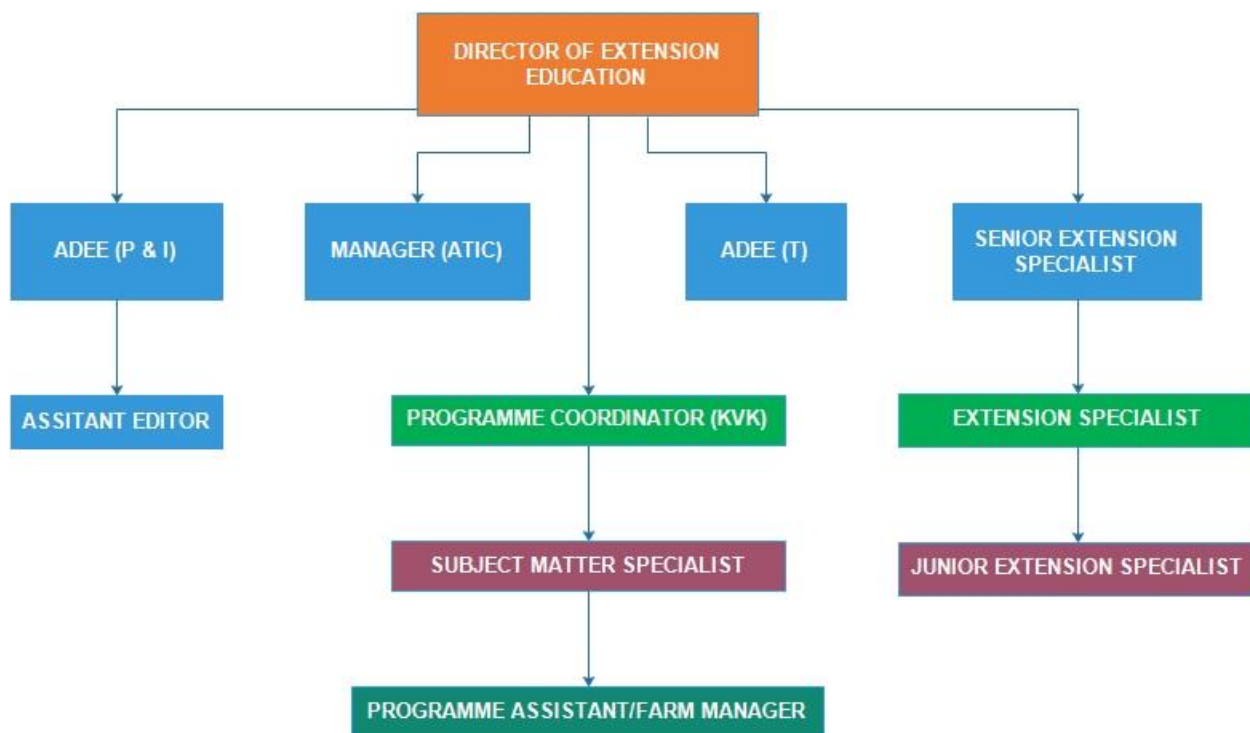 DIRECTOR OF EXTENSION
EDUCATION
ADEE (P & I)
MANAGER (ATIC)
ADEE (T)
SENIOR EXTENSION
SPECIALIST
ASSITANT EDITOR
PROGRAMME COORDINATOR (KVK)
EXTENSION SPECIALIST
SUBJECT MATTER SPECIALIST
JUNIOR EXTENSION SPECIALIST
PROGRAMME ASSISTANT/FARM MANAGER